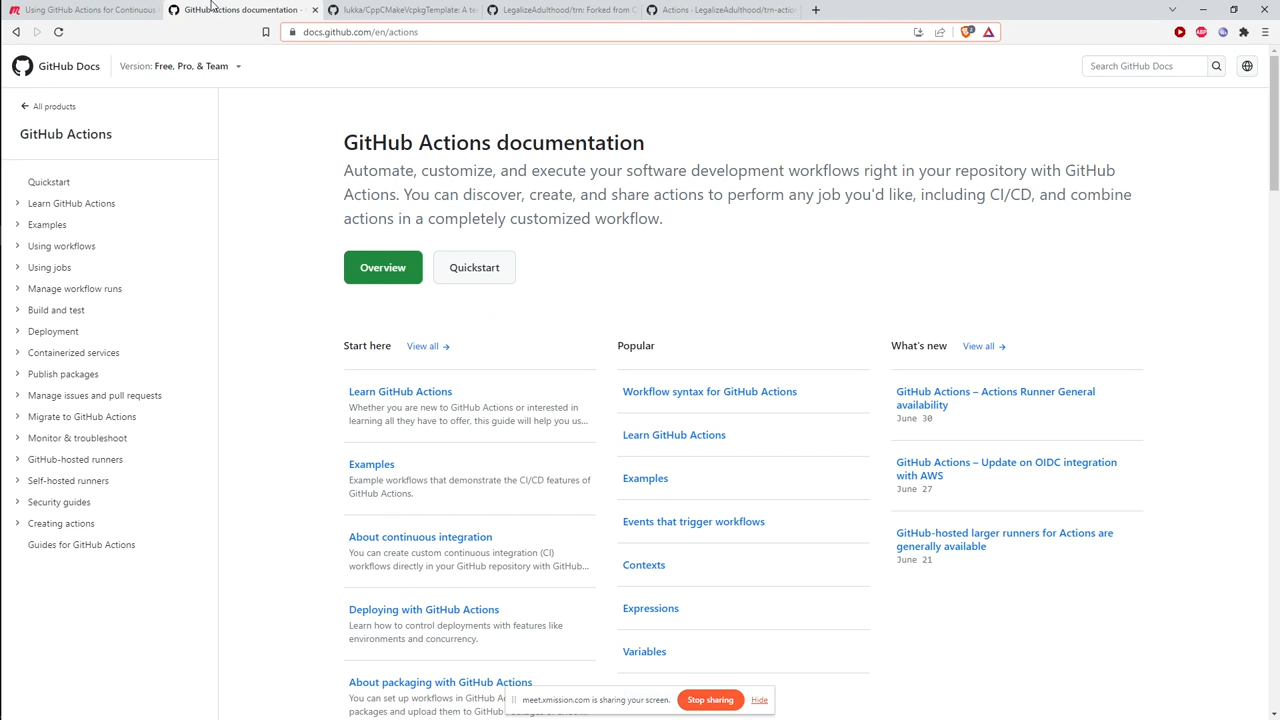 Using GitHub Actions for Continuous
GitHub Actions documentation -
lukka/CppCMakeVcpkgTemplate: A te
LegalizeAdulthood/trn: Forked from C
Actions · LegalizeAdulthood/trn-action
docs.github.com/en/actions
2
ABP
GitHub Docs
Version: Free, Pro, & Team
Search GitHub Docs
All products
GitHub Actions
Quickstart
Learn GitHub Actions
Examples
Using workflows
Using jobs
Manage workflow runs
Build and test
Deployment
Containerized services
Publish packages
Manage issues and pull requests
Migrate to GitHub Actions
Monitor & troubleshoot
GitHub-hosted runners
Self-hosted runners
Security guides
Creating actions
Guides for GitHub Actions
GitHub Actions documentation
Automate, customize, and execute your software development workflows right in your repository with GitHub
Actions. You can discover, create, and share actions to perform any job you'd like, including CI/CD, and combine
actions in a completely customized workflow.
Overview
Quickstart
Start here View all →
Learn GitHub Actions
Whether you are new to GitHub Actions or interested in
learning all they have to offer, this guide will help you us...
Examples
Example workflows that demonstrate the CI/CD features of
GitHub Actions.
About continuous integration
You can create custom continuous integration (CI)
workflows directly in your GitHub repository with GitHub...
Deploying with GitHub Actions
Learn how to control deployments with features like
environments and concurrency.
About packaging with GitHub Actions
You can set up workflows in GitHub Ac
packages and upload them to GitHub Packages or anot
Popular
Workflow syntax for GitHub Actions
Learn GitHub Actions
Examples
Events that trigger workflows
Contexts
Expressions
Variables
What's new View all →
GitHub Actions – Actions Runner General
availability
June 30
GitHub Actions – Update on OIDC integration
with AWS
June 27
GitHub-hosted larger runners for Actions are
generally available
June 21
meet.xmission.com is sharing your screen.
Stop sharing
Hide